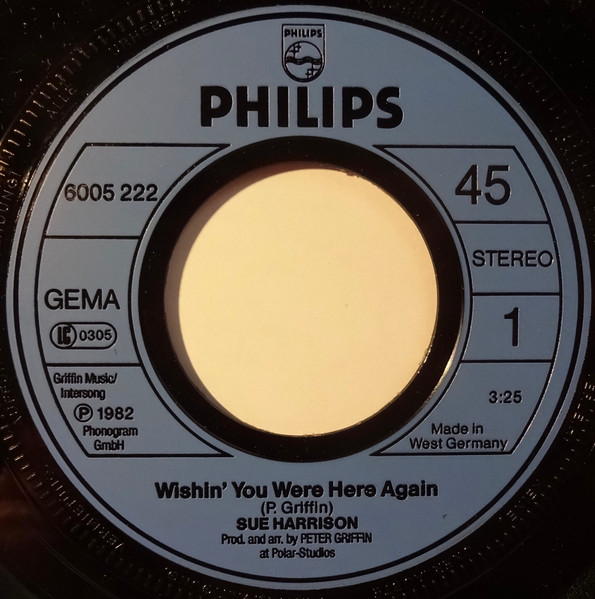 PHILIPS
PHILIPS
6005 222
45
STEREO
GEMA
LC 0305
1
Griffin Music/
Intersong
Ⓟ 1982
Phonogram
GmbH
3:25
Made in
West Germany
Wishin' You Were Here Again
(P. Griffin)
SUE HARRISON
Prod. and arr. by PETER GRIFFIN
at Polar-Studios